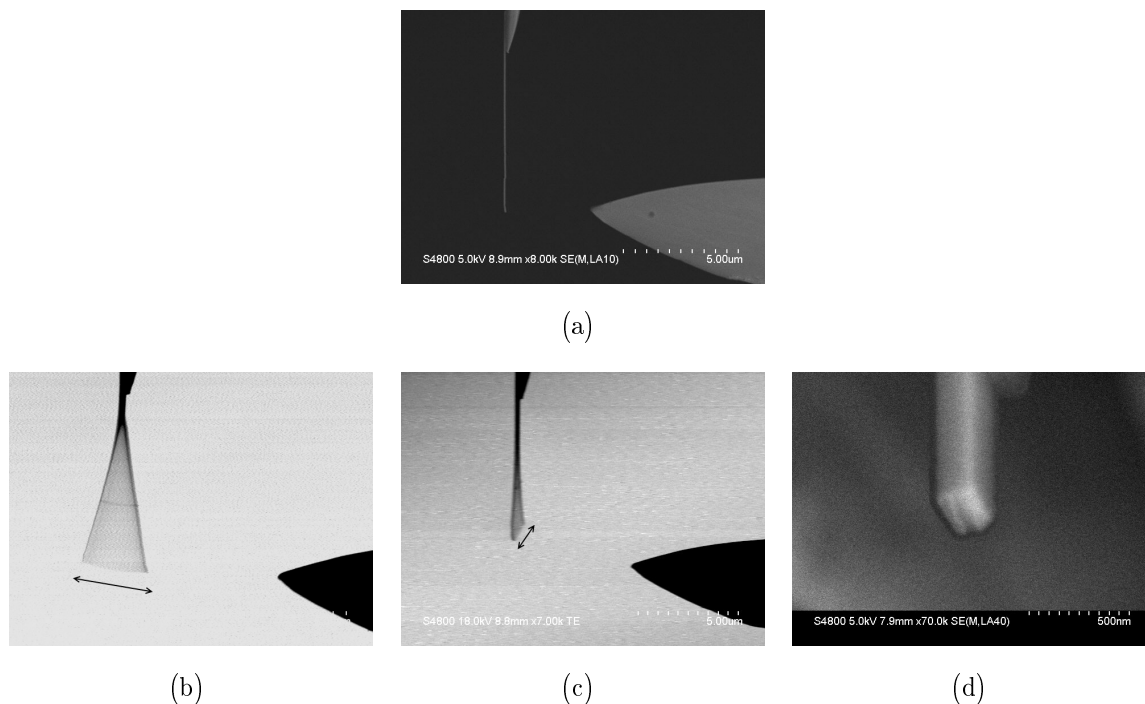 S4800 5.0kV 8.9mm x8.00k SE(M,LA10) 5.00um
(a)
S4800 18.0kV 8.9mm x7.00k TE 5.00um
S4800 5.0kV 7.9mm x70.0k SE(M,LA40) 500nm
(b)
(c)
(d)